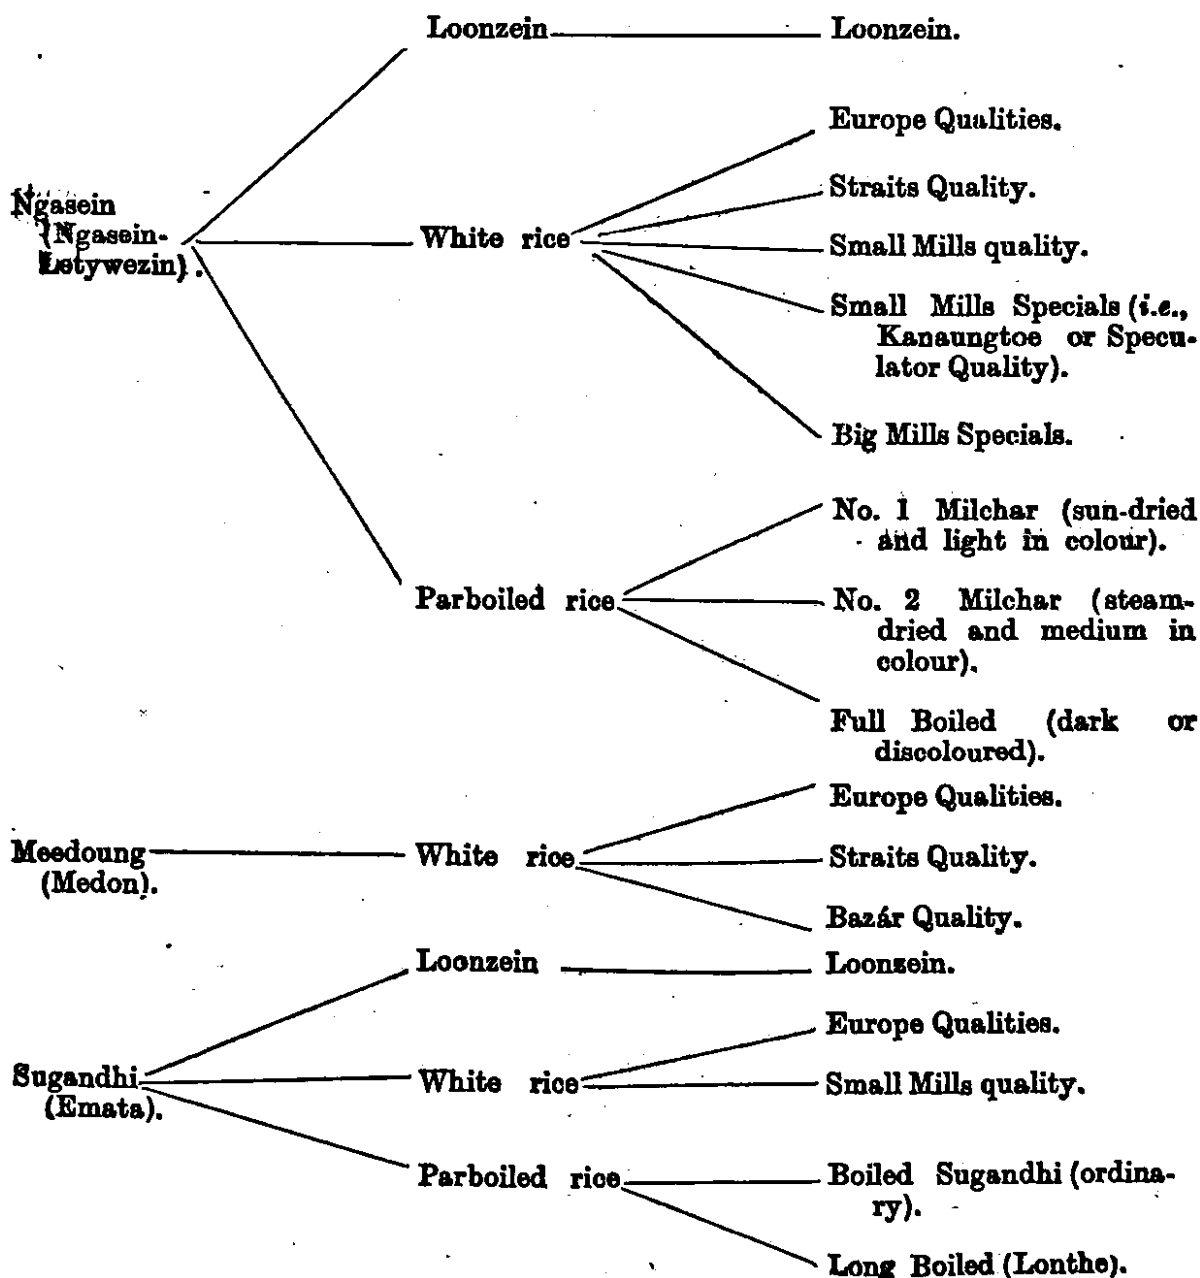 Loonzein Loonzein.
Europe Qualities.
Straits Quality.
Ngasein
(Ngasein-
Letywezin).
White rice
Small Mills quality.
Small Mills Specials (i.e.,
Kanaungtoe or Specu-
lator Quality).
Big Mills Specials.
No. 1 Milchar (sun-dried
and light in colour).
Parboiled rice
No. 2 Milchar (steam-
dried and medium in
colour).
Full Boiled (dark or
discoloured).
Europe Qualities.
Meedoung
(Medon).
White rice
Straits Quality.
Bazár Quality.
Loonzein Loonzein.
Europe Qualities.
Sugandhi
(Emata).
White rice
Small Mills quality.
Parboiled rice
Boiled Sugandhi (ordina-
ry).
Long Boiled (Lonthe).